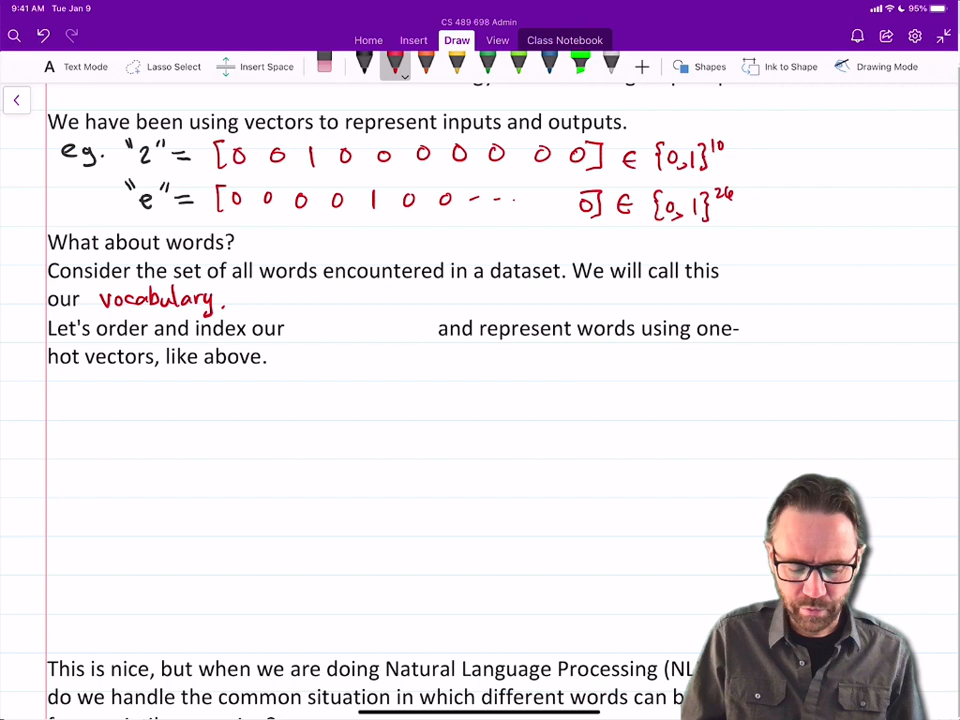 9:41 AM Tue Jan 9
95%
CS 489 698 Admin
Home Insert Draw View Class Notebook
A Text Mode Lasso Select Insert Space Shapes Ink to Shape Drawing Mode
We have been using vectors to represent inputs and outputs.
eg. "2" = [0 0 1 0 0 0 0 0 0 0] ∈ {0,1}^10
"e" = [0 0 0 0 1 0 0 --... 0] ∈ {0,1}^26
What about words?
Consider the set of all words encountered in a dataset. We will call this
our vocabulary.
Let's order and index our and represent words using one-
hot vectors, like above.
This is nice, but when we are doing Natural Language Processing (NL
do we handle the common situation in which different words can b